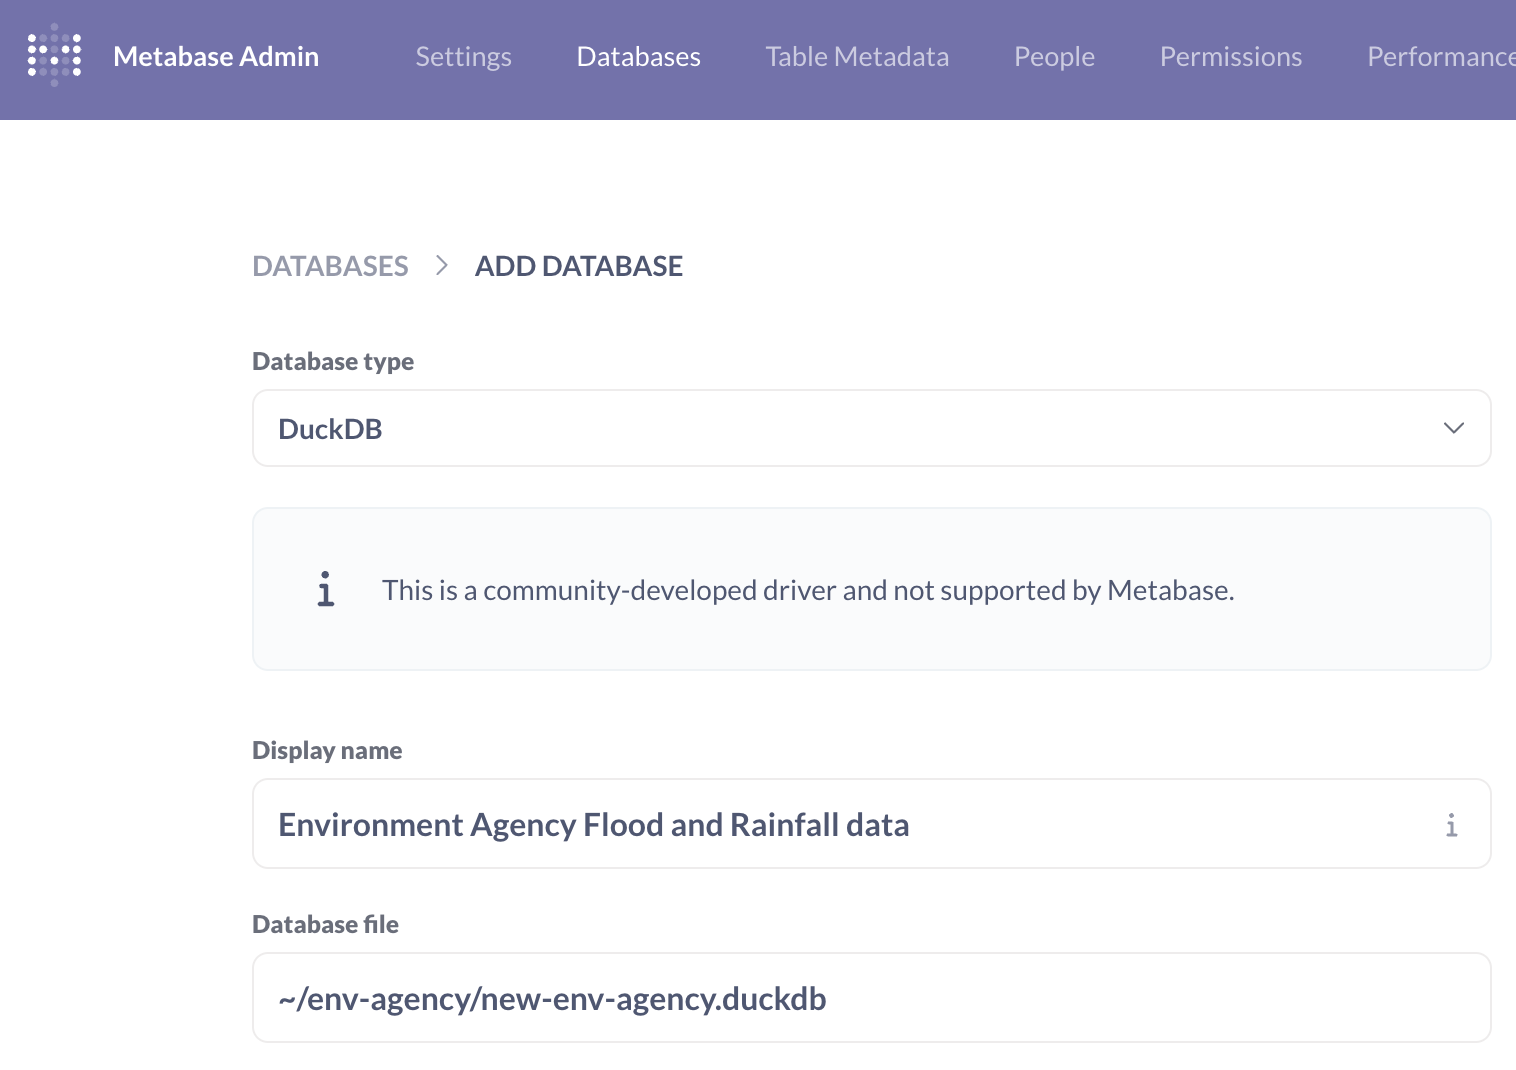 Metabase Admin Settings Databases Table Metadata People Permissions Performance
DATABASES > ADD DATABASE
Database type
DuckDB
This is a community-developed driver and not supported by Metabase.
Display name
Environment Agency Flood and Rainfall data
Database file
~/env-agency/new-env-agency.duckdb